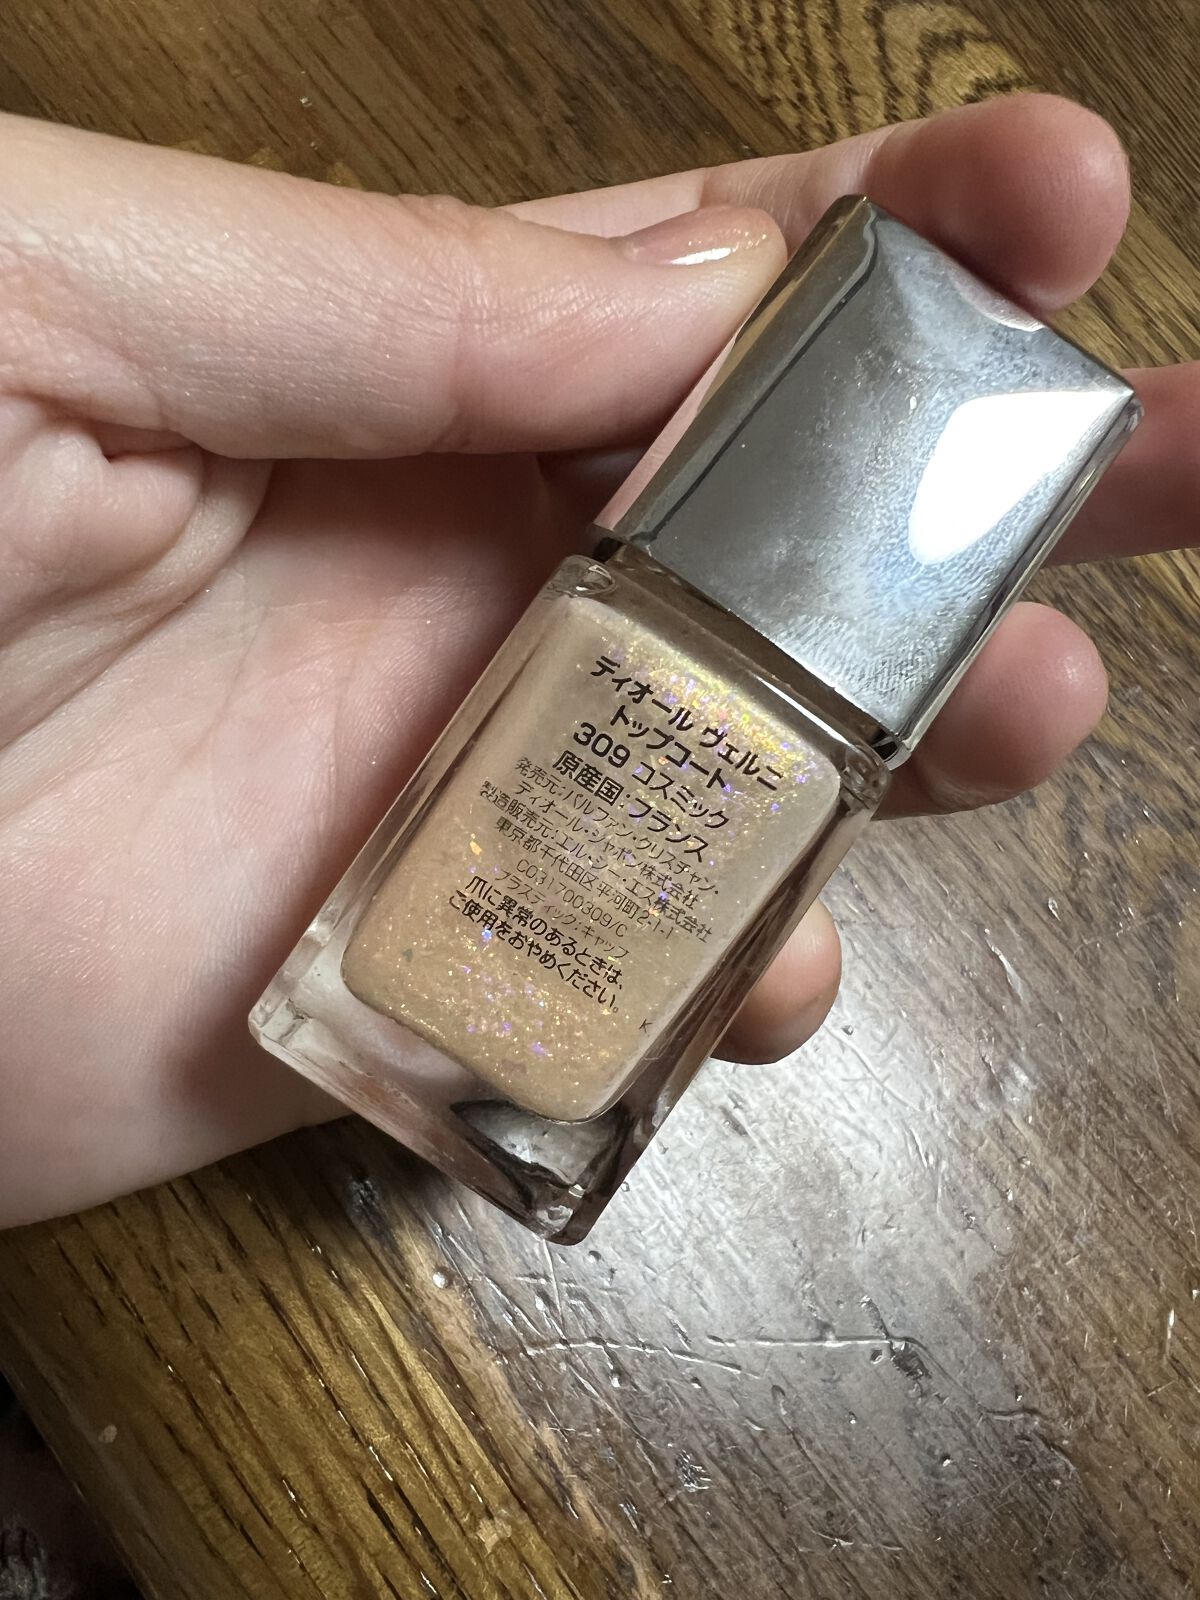 ディオール ヴェルニ
トップコート
309 コスミック
原産国：フランス
発売元：パルファン・クリスチャン・
ディオール・ジャポン株式会社
製造販売元：エル・ジー・エス株式会社
東京都千代田区平河町2-1-1
C031700309/C
プラスティック：キャップ
爪に異常のあるときは、
ご使用をおやめください。
K